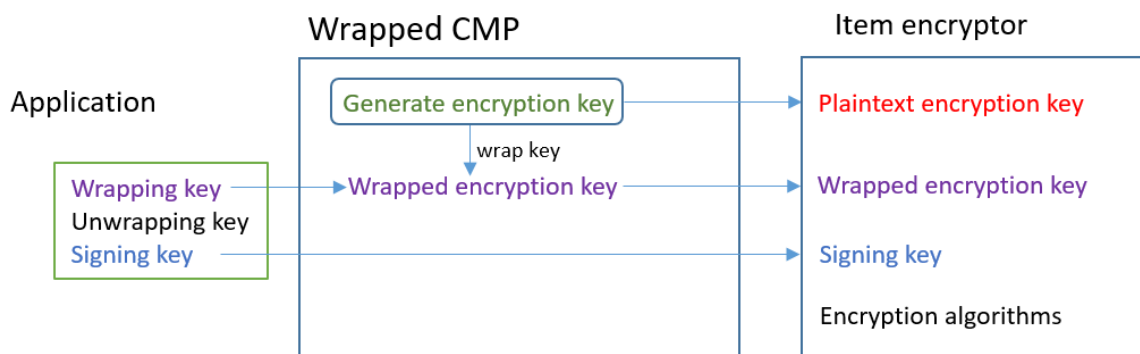 Wrapped CMP
Item encryptor
Application
Generate encryption key
Plaintext encryption key
wrap key
Wrapping key
Wrapped encryption key
Wrapped encryption key
Unwrapping key
Signing key
Signing key
Encryption algorithms